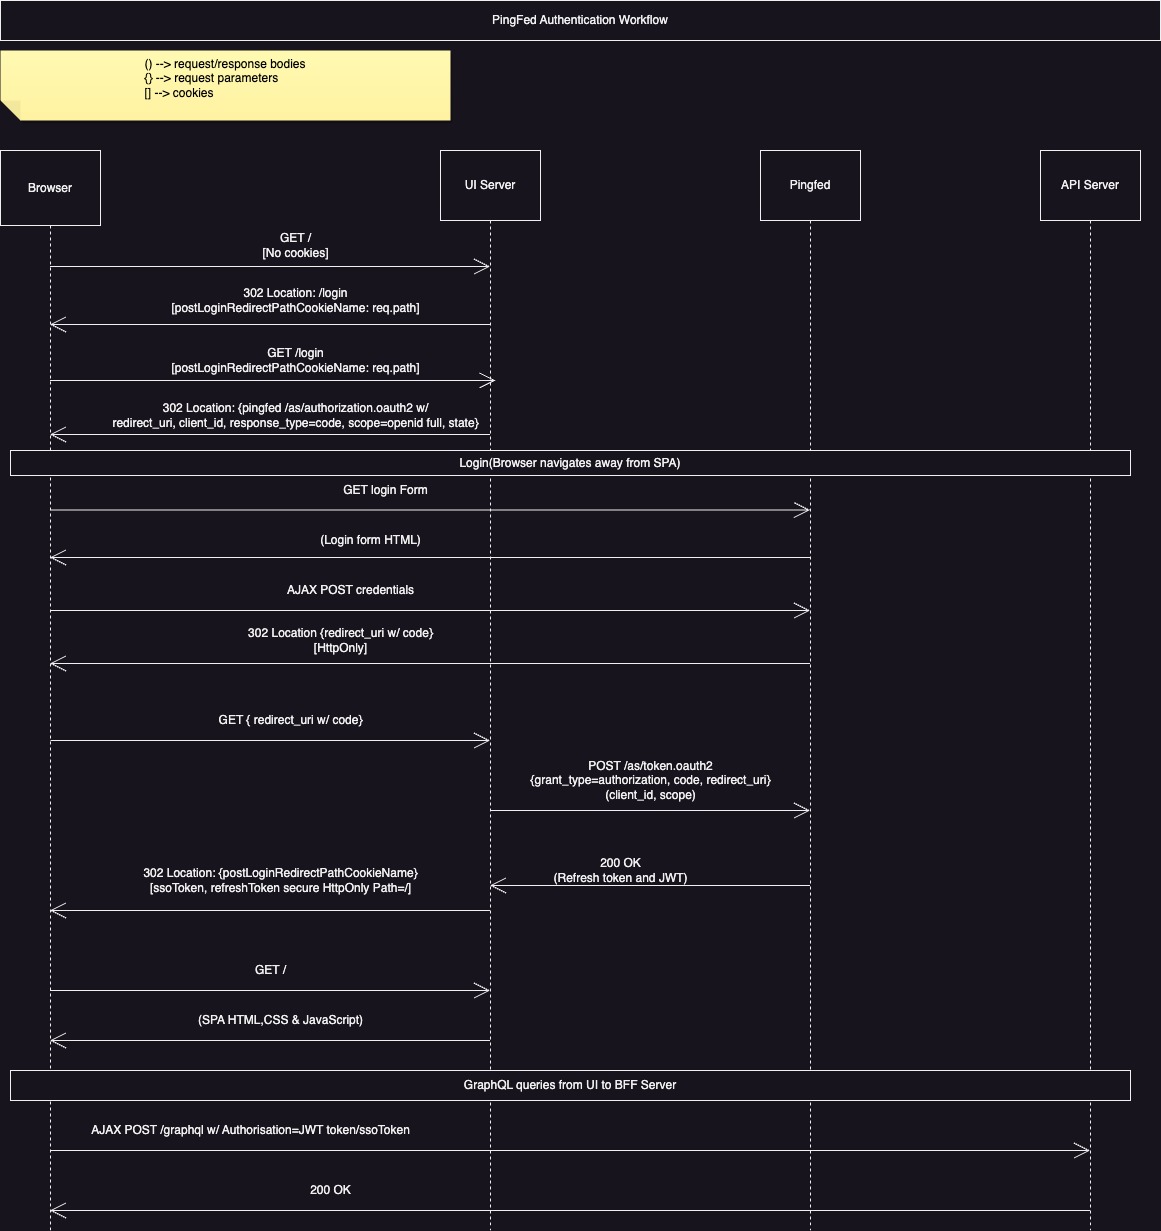 PingFed Authentication Workflow
() --> request/response bodies
{} --> request parameters
[] --> cookies
Browser
UI Server
Pingfed
API Server
GET /
[No cookies]
302 Location: /login
[postLoginRedirectPathCookieName: req.path]
GET /login
[postLoginRedirectPathCookieName: req.path]
302 Location: {pingfed /as/authorization.oauth2 w/
redirect_uri, client_id, response_type=code, scope=openid full, state}
Login(Browser navigates away from SPA)
GET login Form
(Login form HTML)
AJAX POST credentials
302 Location {redirect_uri w/ code}
[HttpOnly]
GET { redirect_uri w/ code}
POST /as/token.oauth2
{grant_type=authorization, code, redirect_uri}
(client_id, scope)
200 OK
(Refresh token and JWT)
302 Location: {postLoginRedirectPathCookieName}
[ssoToken, refreshToken secure HttpOnly Path=/]
GET /
(SPA HTML,CSS & JavaScript)
GraphQL queries from UI to BFF Server
AJAX POST /graphql w/ Authorisation=JWT token/ssoToken
200 OK